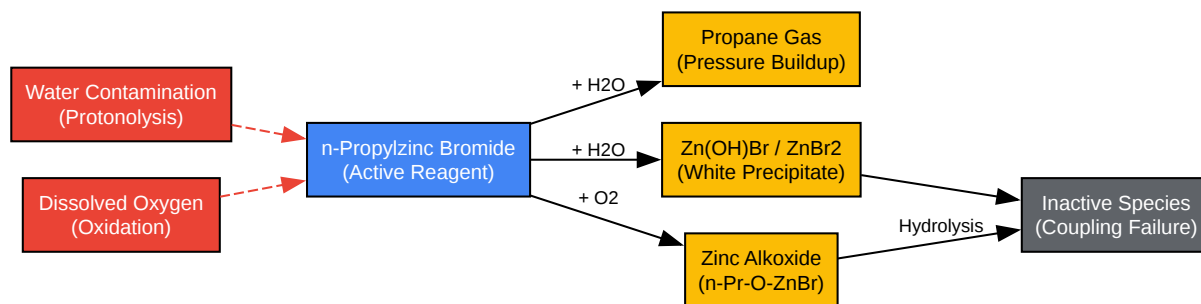 Water Contamination
(Protonolysis)
Dissolved Oxygen
(Oxidation)
n-Propylzinc Bromide
(Active Reagent)
+ H2O
+ H2O
+ O2
Propane Gas
(Pressure Buildup)
Zn(OH)Br / ZnBr2
(White Precipitate)
Zinc Alkoxide
(n-Pr-O-ZnBr)
Hydrolysis
Inactive Species
(Coupling Failure)